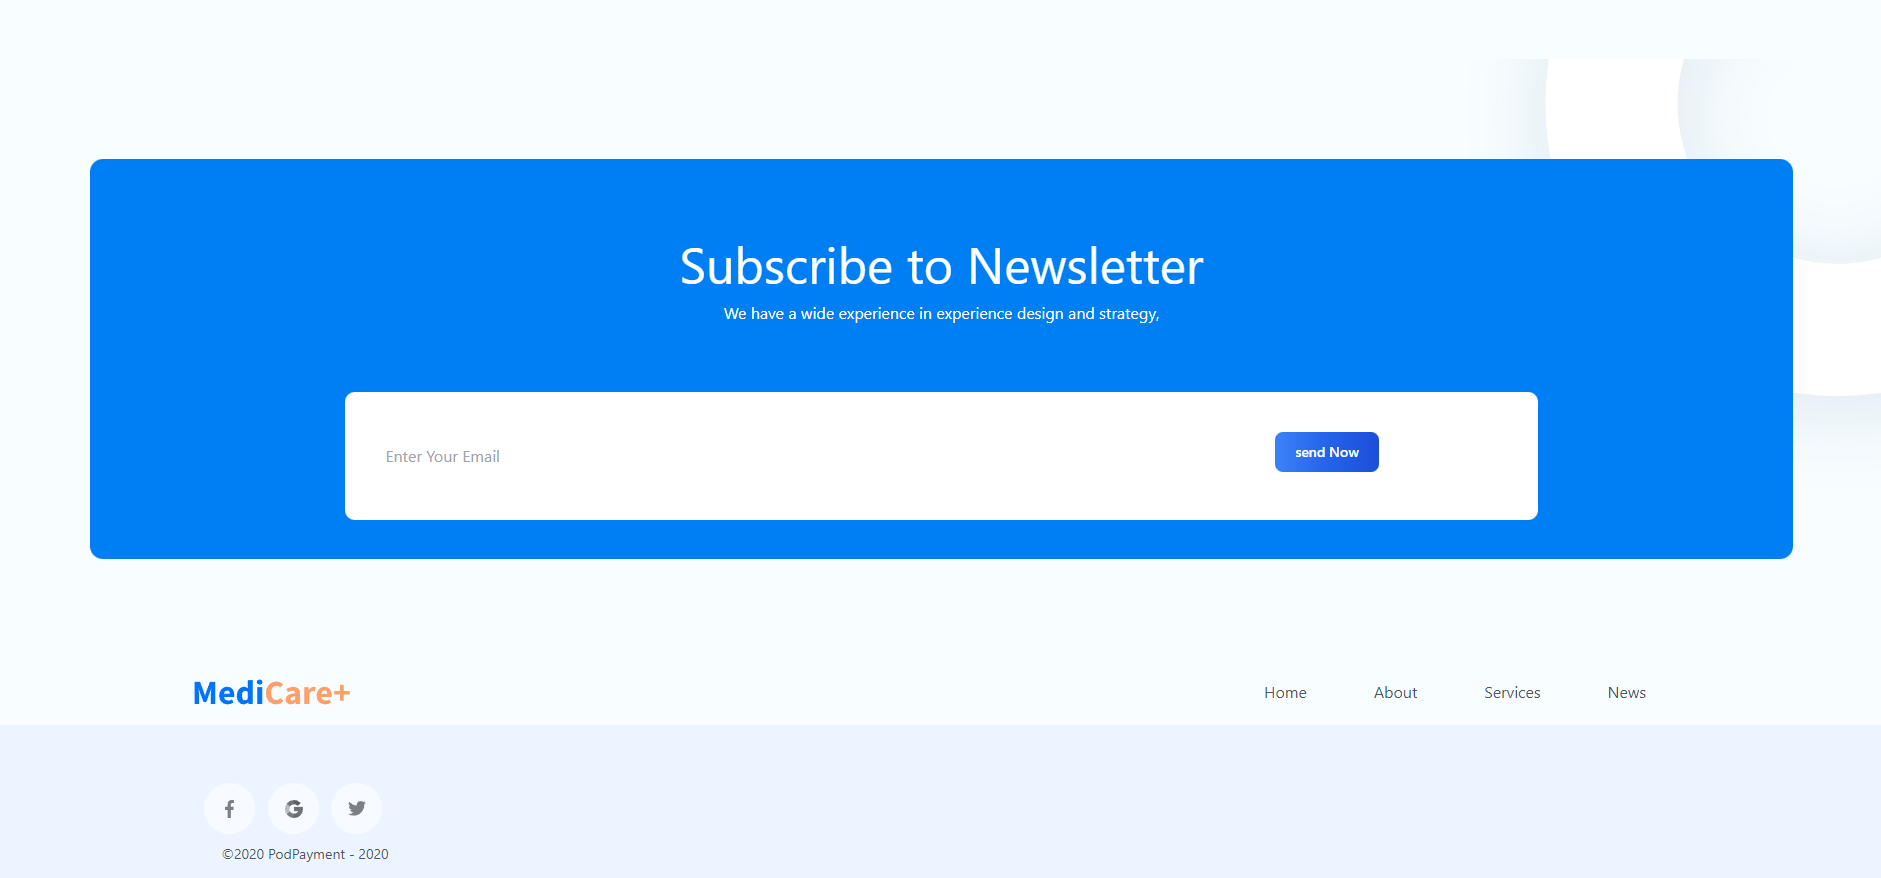 Subscribe to Newsletter
We have a wide experience in experience design and strategy,
Enter Your Email
send Now
MediCare+
Home About Services News
©2020 PodPayment - 2020